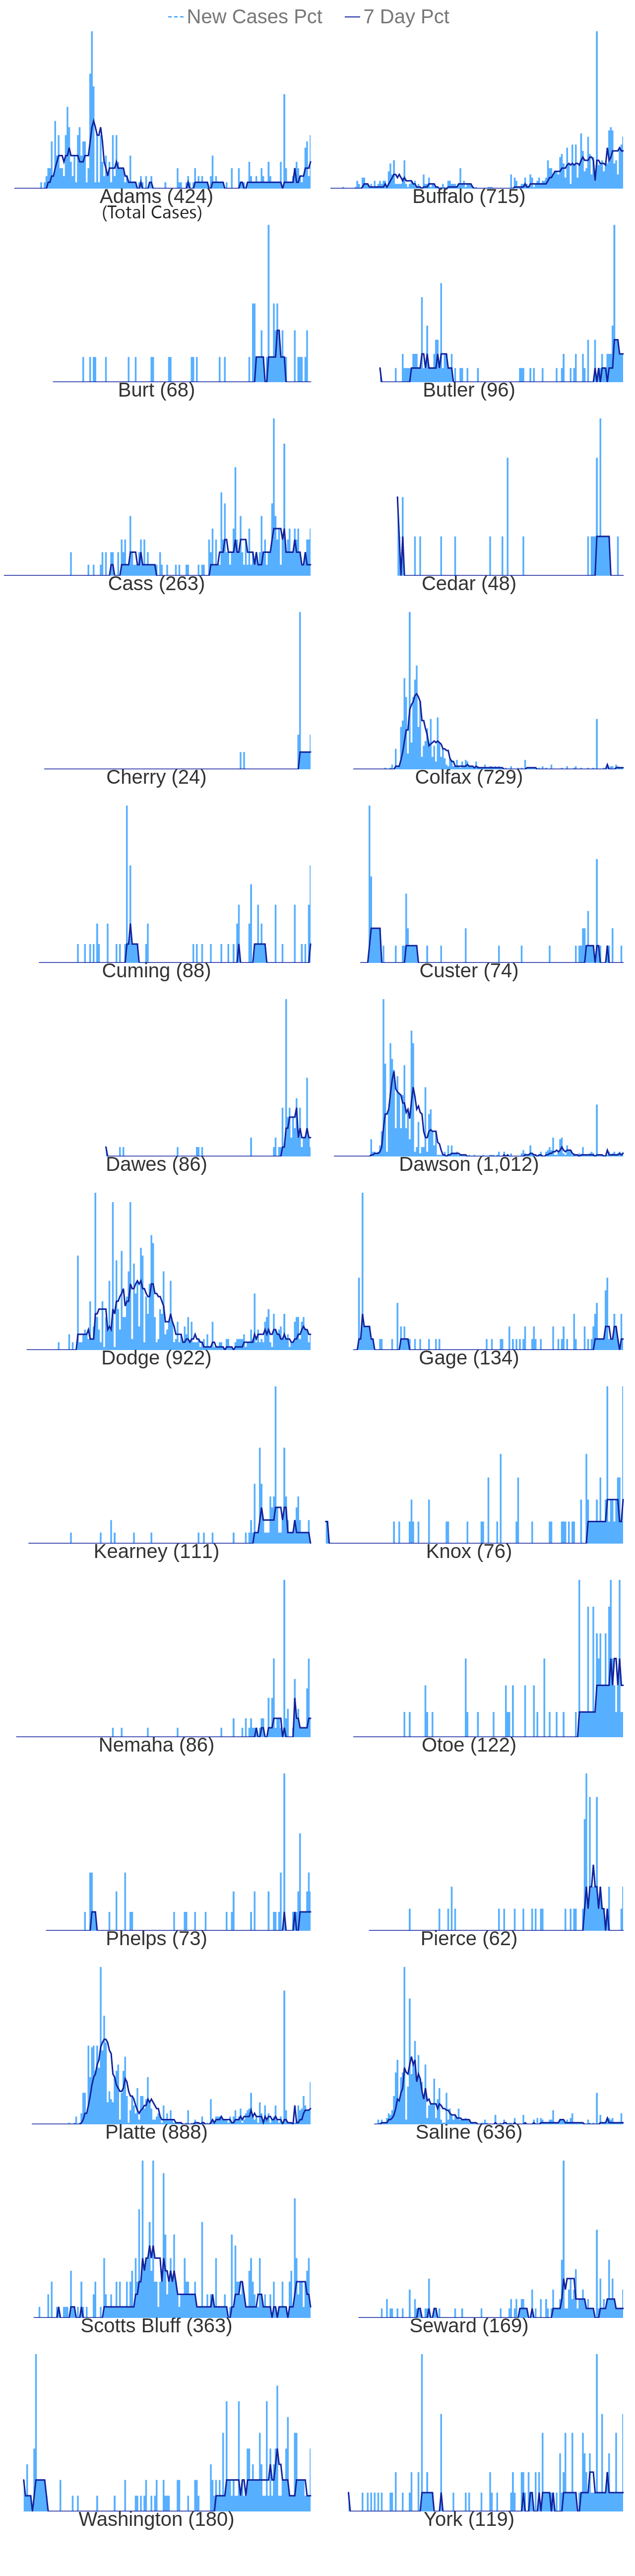 New Cases Pct 7 Day Pct
Adams (424) Buffalo (715)
(Total Cases)
Burt (68) Butler (96)
Cass (263) Cedar (48)
Cherry (24) Colfax (729)
Cuming (88) Custer (74)
Dawes (86) Dawson (1,012)
Dodge (922) Gage (134)
Kearney (111) Knox (76)
Nemaha (86) Otoe (122)
Phelps (73) Pierce (62)
Platte (888) Saline (636)
Scotts Bluff (363) Seward (169)
Washington (180) York (119)